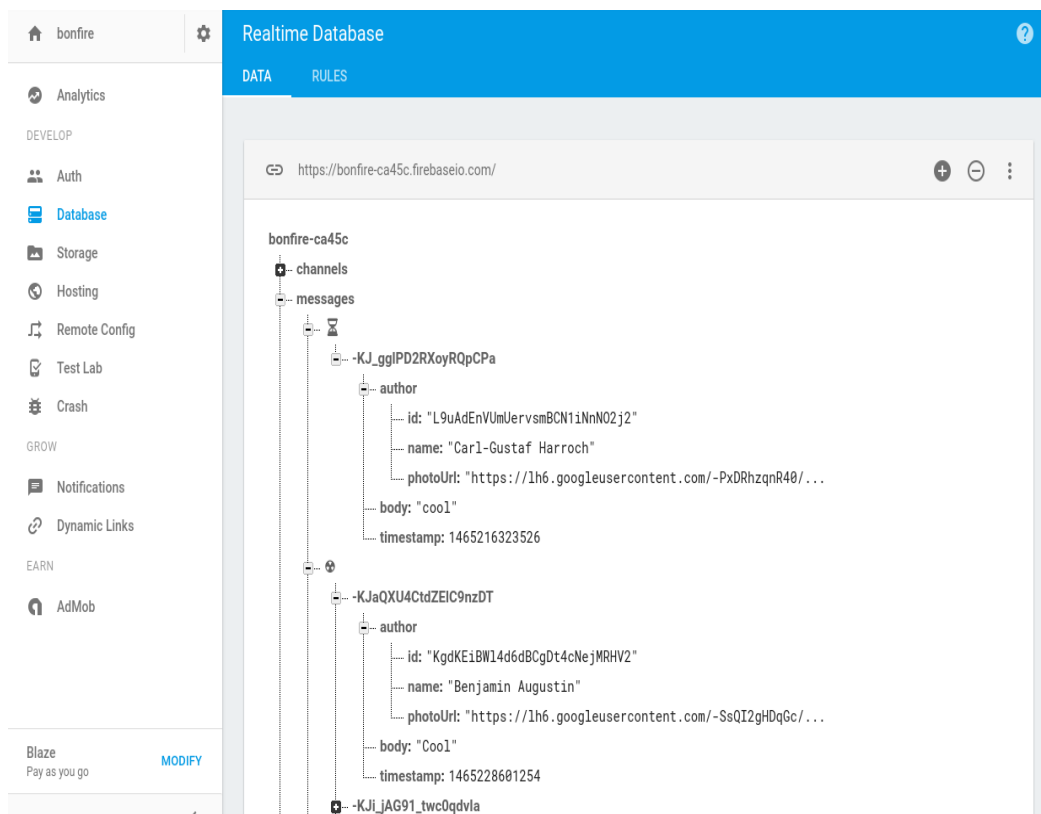 bonfire
Analytics
DEVELOP
Auth
Database
Storage
Hosting
Remote Config
Test Lab
Crash
GROW
Notifications
Dynamic Links
EARN
AdMob
Blaze
Pay as you go
MODIFY
Realtime Database
DATA RULES
https://bonfire-ca45c.firebaseio.com/
bonfire-ca45c
channels
messages
⌛
-KJ_gglPD2RXoyRQpCPa
author
id: "L9uAdEnVUmUervsmBCN1iNnNO2j2"
name: "Carl-Gustaf Harroch"
photoUrl: "https://lh6.googleusercontent.com/-PxDRhzqnR40/...
body: "cool"
timestamp: 1465216323526
☢
-KJaQXU4CtdZEIC9nzDT
author
id: "KgdKEiBWl4d6dBCgDt4cNejMRHV2"
name: "Benjamin Augustin"
photoUrl: "https://lh6.googleusercontent.com/-SsQI2gHDqGc/...
body: "Cool"
timestamp: 1465228601254
-KJi_jAG91_twc0qdvla